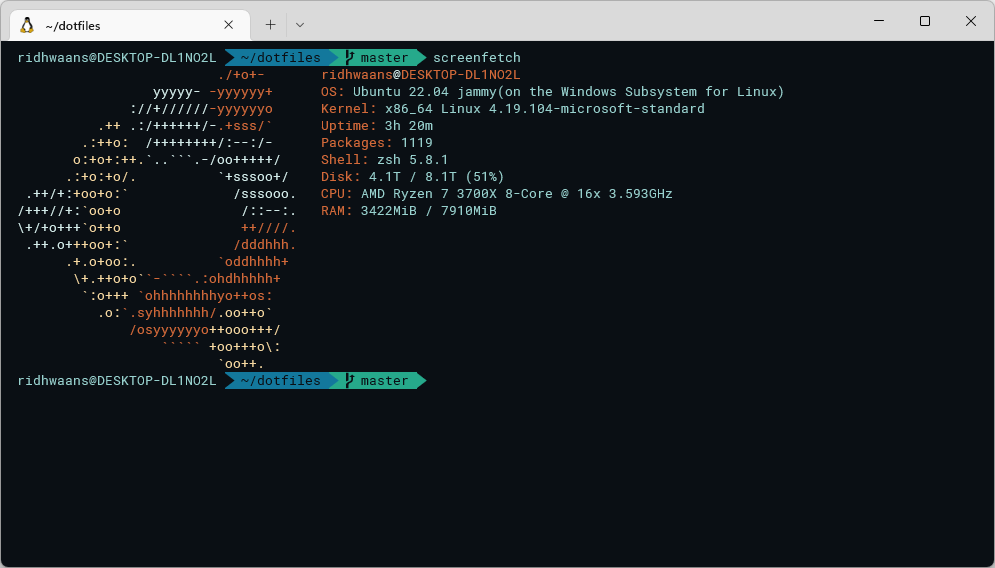 ~/dotfiles
ridhwaans@DESKTOP-DL1NO2L ~/dotfiles master screenfetch
./+o+- ridhwaans@DESKTOP-DL1NO2L
yyyyy- -yyyyyy+ OS: Ubuntu 22.04 jammy(on the Windows Subsystem for Linux)
://+//////-yyyyyyo Kernel: x86_64 Linux 4.19.104-microsoft-standard
.++ .:/++++++/-.+sss/` Uptime: 3h 20m
.:++o: /++++++++/:--:/- Packages: 1119
o:+o+:++.`..```.-/oo+++++/ Shell: zsh 5.8.1
.:+o:+o/. `+sssoo+/ Disk: 4.1T / 8.1T (51%)
.++/+:+oo+o:` /sssooo. CPU: AMD Ryzen 7 3700X 8-Core @ 16x 3.593GHz
/+++//+:`oo+o /::--:. RAM: 3422MiB / 7910MiB
\+/+o+++`o++o ++////.
.++.o+++oo+:` /dddhhh.
.+.o+oo:. `oddhhhh+
\+.++o+o``-````.:ohdhhhhh+
`:o+++ `ohhhhhhhhyo++os:
.o:`.syhhhhhhh/.oo++o`
/osyyyyyyo++ooo+++/
````` +oo+++o\:
`oo++.
ridhwaans@DESKTOP-DL1NO2L ~/dotfiles master